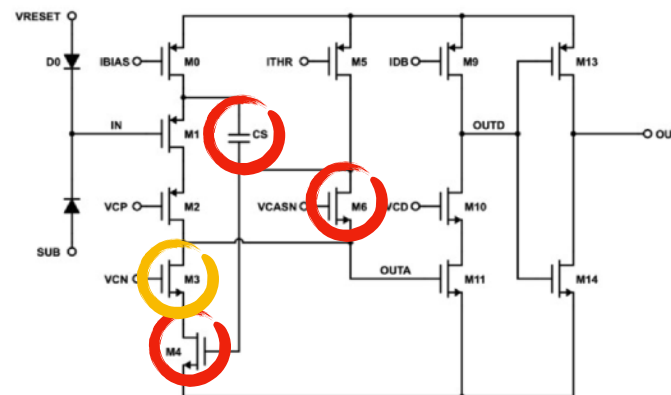 VRESET
D0
IBIAS
M0
ITHR
M5
IDB
M9
M13
IN
M1
CS
OUTD
OU
VCP
M2
VCASN
M6
VCD
M10
SUB
VCN
M3
OUTA
M11
M14
M4